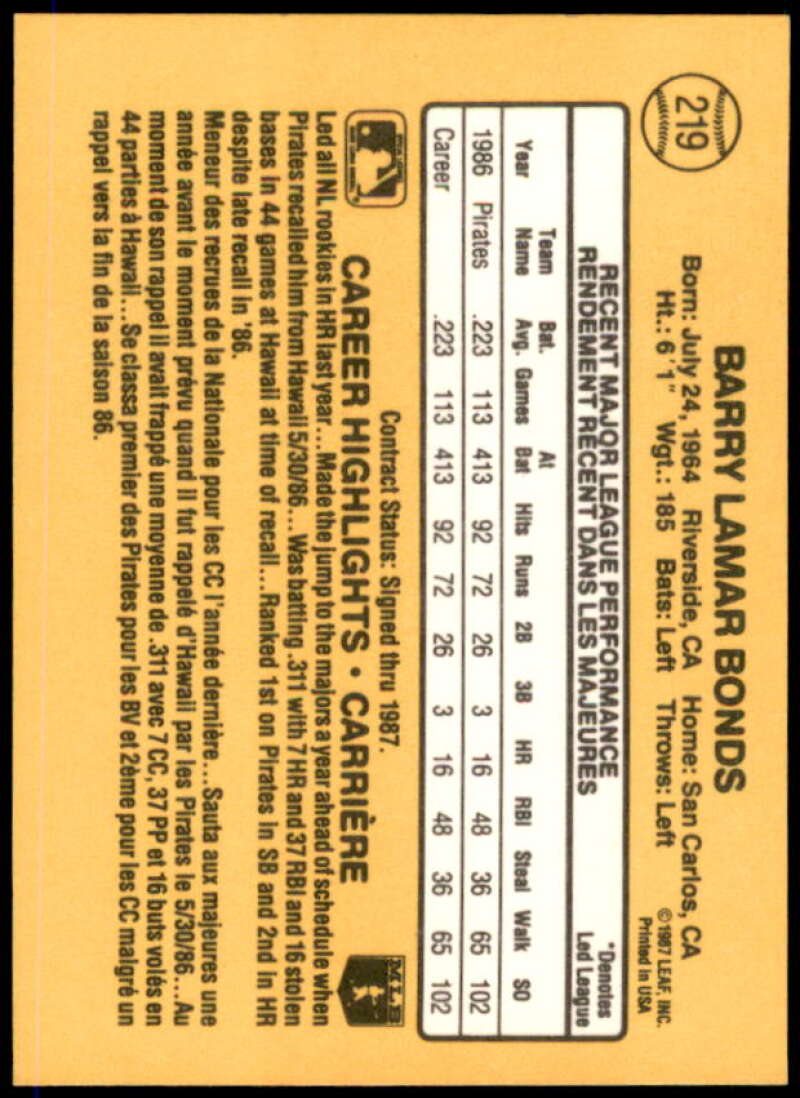 219
BARRY LAMAR BONDS
Born: July 24, 1964 Riverside, CA Home: San Carlos, CA
Ht.: 6'1" Wgt.: 185 Bats: Left Throws: Left
©1987 LEAF, INC.
Printed in USA
RECENT MAJOR LEAGUE PERFORMANCE
RENDEMENT RÉCENT DANS LES MAJEURES
*Denotes
Led League
Team Bat. At
Year Name Avg. Games Bat Hits Runs 2B 3B HR RBI Steal Walk SO
1986 Pirates .223 113 413 92 72 26 3 16 48 36 65 102
Career .223 113 413 92 72 26 3 16 48 36 65 102
Contract Status: Signed thru 1987.
CAREER HIGHLIGHTS • CARRIÈRE
MLB
Led all NL rookies in HR last year...Made the jump to the majors a year ahead of schedule when
Pirates recalled him from Hawaii 5/30/86...Was batting .311 with 7 HR and 37 RBI and 16 stolen
bases in 44 games at Hawaii at time of recall...Ranked 1st on Pirates in SB and 2nd in HR
despite late recall in '86.
Meneur des recrues de la Nationale pour les CC l'année dernière...Sauta aux majeures une
année avant le moment prévu quand il fut rappelé d'Hawaii par les Pirates le 5/30/86...Au
moment de son rappel il avait frappé une moyenne de .311 avec 7 CC, 37 PP et 16 buts volés en
44 parties à Hawaii...Se classa premier des Pirates pour les BV et 2ème pour les CC malgré un
rappel vers la fin de la saison 86.